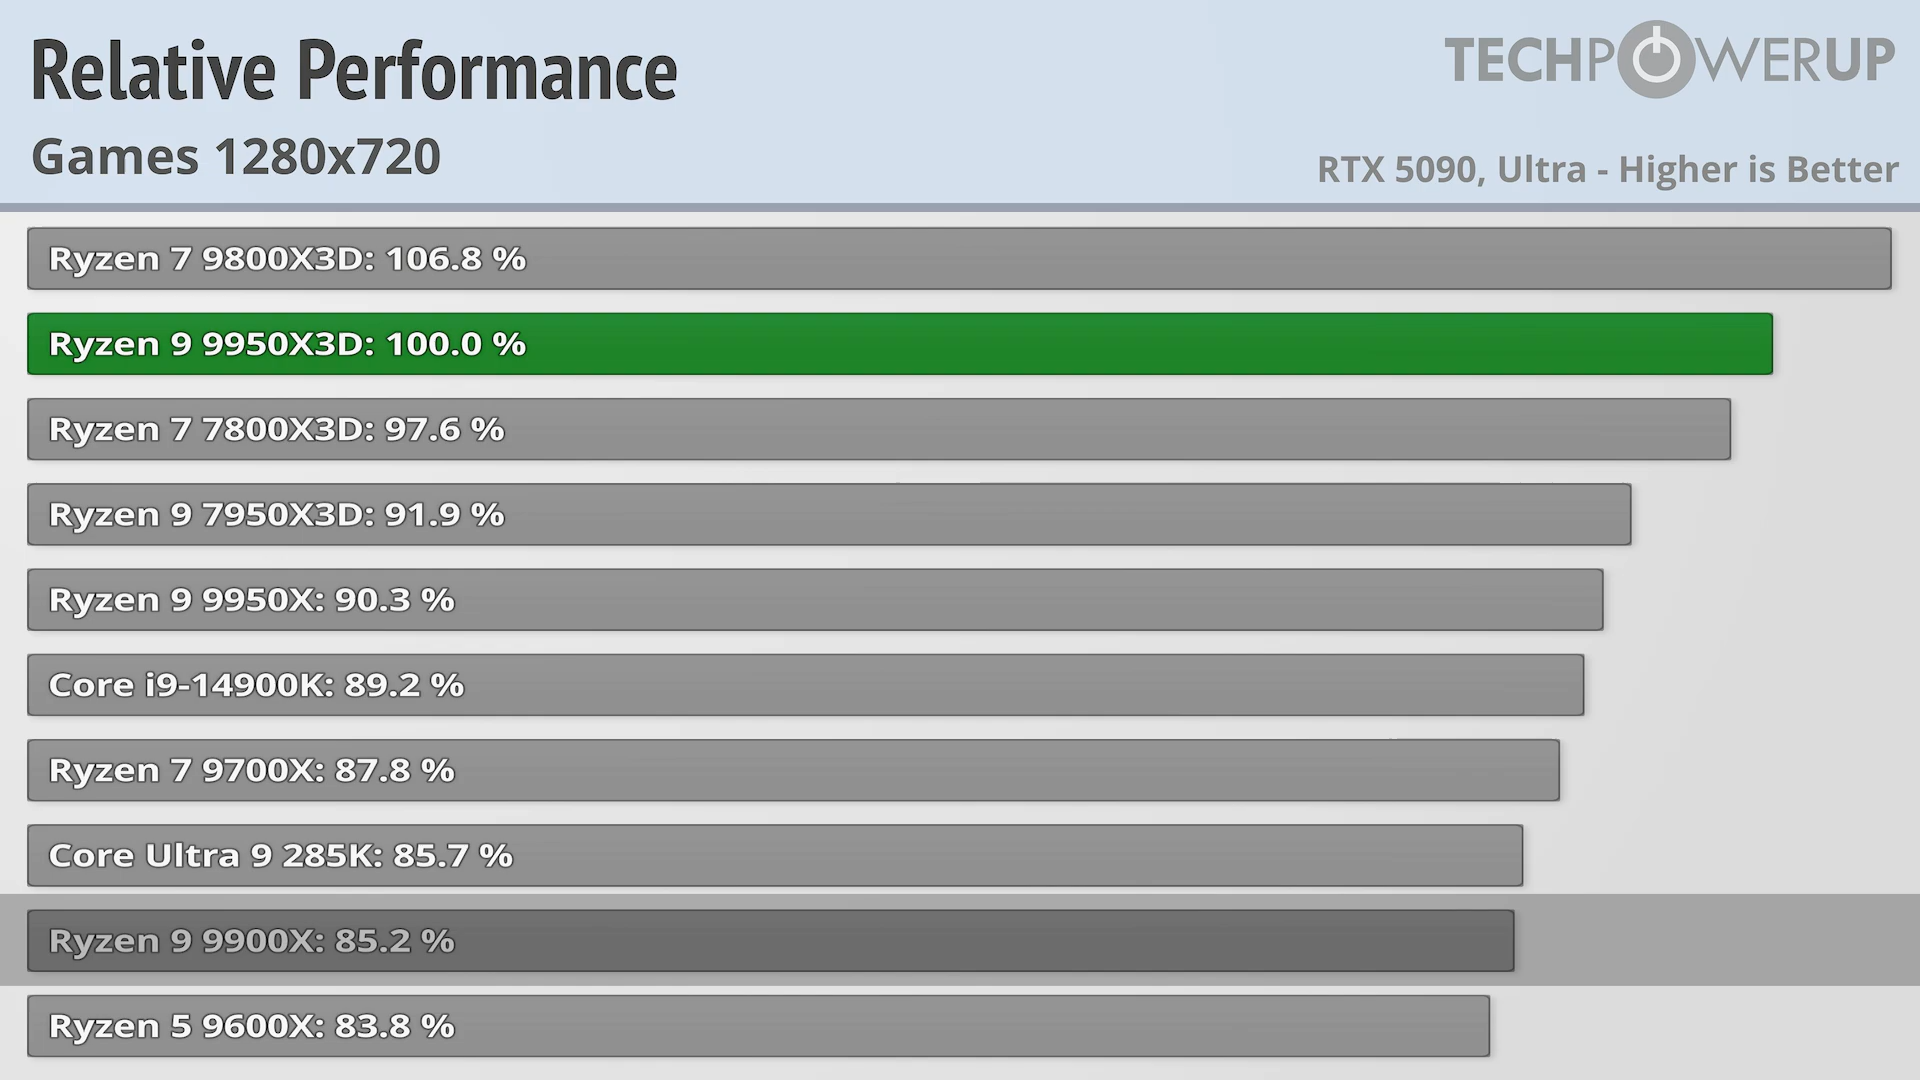 Relative Performance
TECHPOWERUP
Games 1280x720
RTX 5090, Ultra - Higher is Better
Ryzen 7 9800X3D: 106.8 %
Ryzen 9 9950X3D: 100.0 %
Ryzen 7 7800X3D: 97.6 %
Ryzen 9 7950X3D: 91.9 %
Ryzen 9 9950X: 90.3 %
Core i9-14900K: 89.2 %
Ryzen 7 9700X: 87.8 %
Core Ultra 9 285K: 85.7 %
Ryzen 9 9900X: 85.2 %
Ryzen 5 9600X: 83.8 %